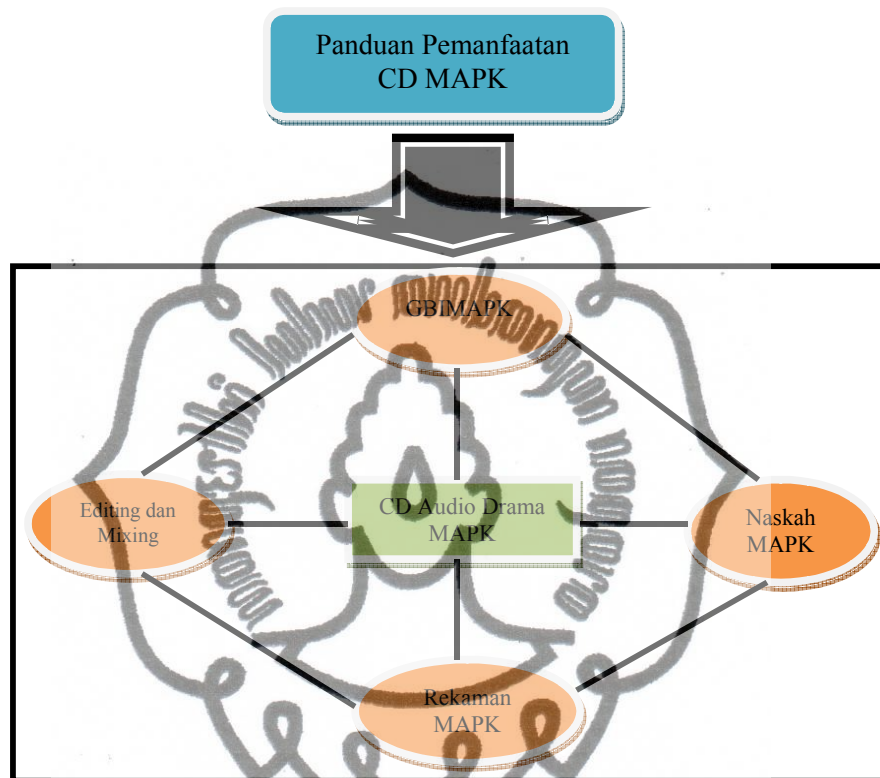 Panduan Pemanfaatan
CD MAPK
GBIMAPK
Editing dan
Mixing
CD Audio Drama
MAPK
Naskah
MAPK
Rekaman
MAPK